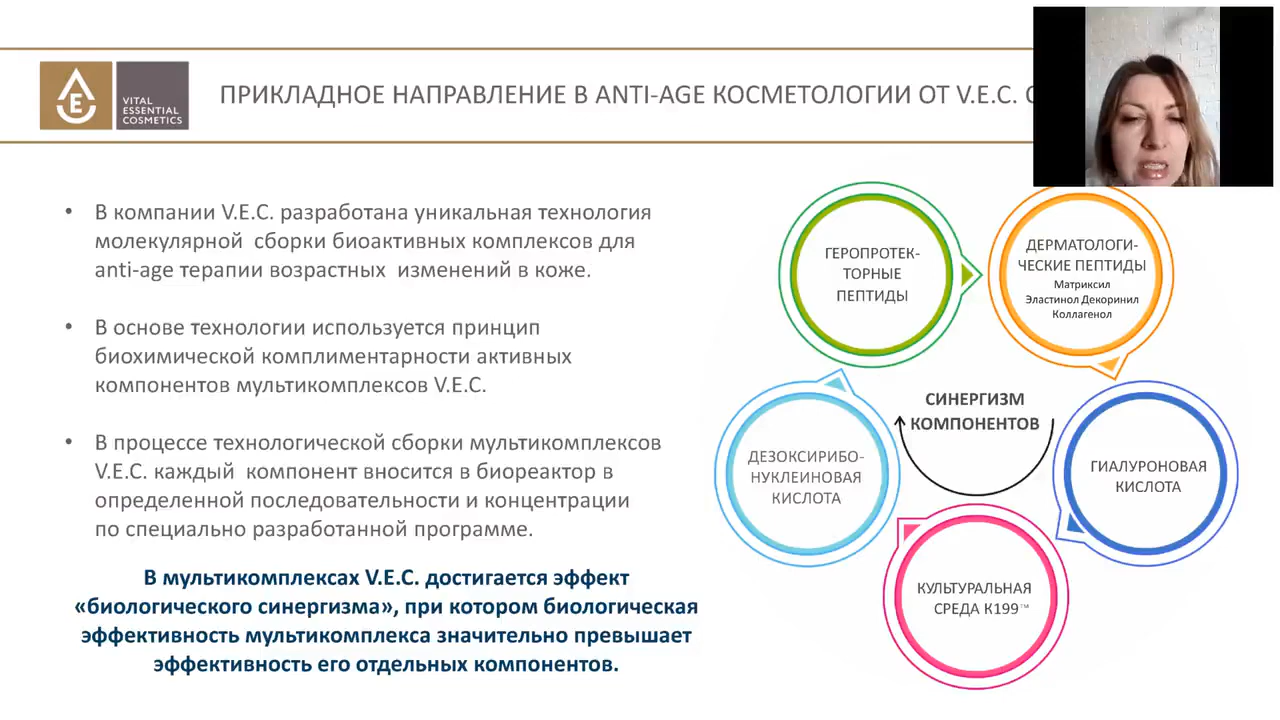 VITAL
ESSENTIAL
COSMETICS
ПРИКЛАДНОЕ НАПРАВЛЕНИЕ В ANTI-AGE КОСМЕТОЛОГИИ ОТ V.E.C.
• В компании V.E.C. разработана уникальная технология
молекулярной сборки биоактивных комплексов для
anti-age терапии возрастных изменений в коже.
• В основе технологии используется принцип
биохимической комплиментарности активных
компонентов мультикомплексов V.E.C.
• В процессе технологической сборки мультикомплексов
V.E.C. каждый компонент вносится в биореактор в
определенной последовательности и концентрации
по специально разработанной программе.
В мультикомплексах V.E.C. достигается эффект
«биологического синергизма», при котором биологическая
эффективность мультикомплекса значительно превышает
эффективность его отдельных компонентов.
ГЕРОПРОТЕК-
ТОРНЫЕ
ПЕПТИДЫ
ДЕРМАТОЛОГИ-
ЧЕСКИЕ ПЕПТИДЫ
Матриксил
Эластинол Декоринил
Коллагенол
СИНЕРГИЗМ
КОМПОНЕНТОВ
ДЕЗОКСИРИБО-
НУКЛЕИНОВАЯ
КИСЛОТА
ГИАЛУРОНОВАЯ
КИСЛОТА
КУЛЬТУРАЛЬНАЯ
СРЕДА К199™